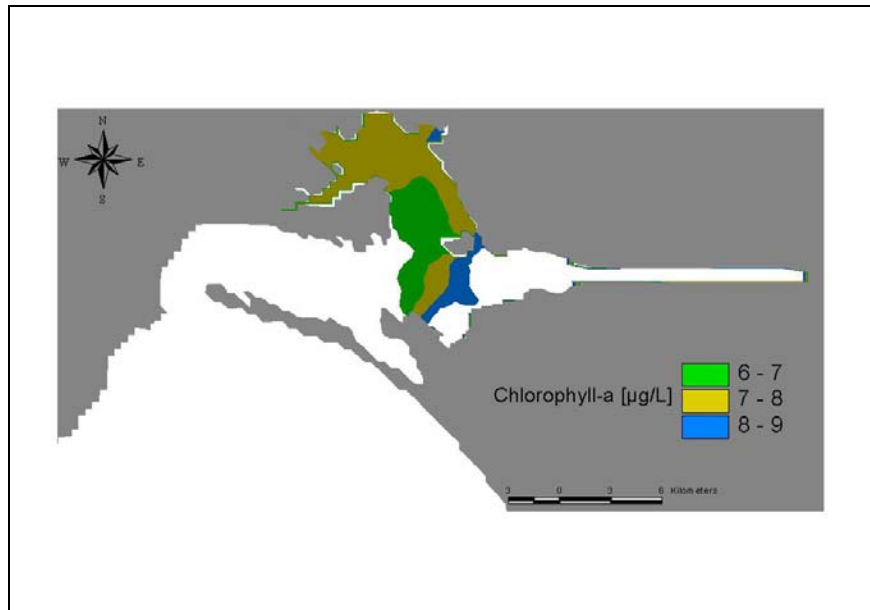 N
W E
S
Chlorophyll-a [µg/L]
6 - 7
7 - 8
8 - 9
3 0 3 6 Kilometers